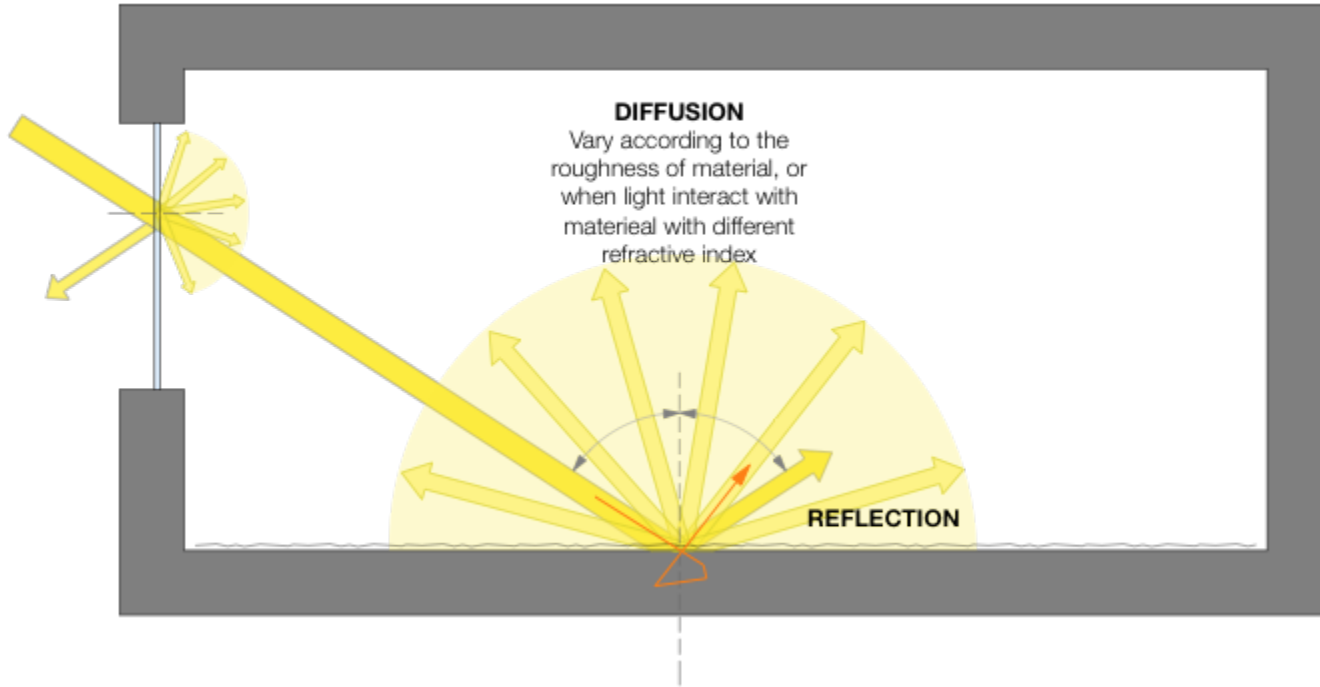 DIFFUSION
Vary according to the
roughness of material, or
when light interact with
materieal with different
refractive index
REFLECTION